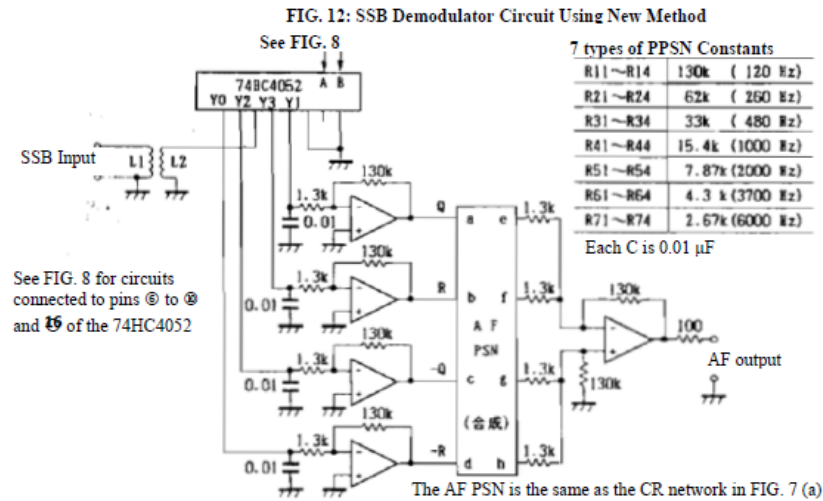 FIG. 12: SSB Demodulator Circuit Using New Method
See FIG. 8
7 types of PPSN Constants
R11~R14 130k ( 120 Hz)
R21~R24 62k ( 260 Hz)
R31~R34 33k ( 480 Hz)
R41~R44 15.4k (1000 Hz)
R51~R54 7.87k (2000 Hz)
R61~R64 4.3 k (3700 Hz)
R71~R74 2.67k (6000 Hz)
Each C is 0.01 µF
74HC4052 A B
Y0 Y2 Y3 Y1
SSB Input
L1 L2
130k
1.3k
0.01
Q
a e
1.3k
See FIG. 8 for circuits
connected to pins ⑥ to ⑩
and 16 of the 74HC4052
130k
1.3k
0.01
R
b f
1.3k
AF
PSN
(合成)
130k
1.3k
0.01
-Q
c g
1.3k
130k
1.3k
0.01
-R
d h
1.3k
130k
100
130k
AF output
The AF PSN is the same as the CR network in FIG. 7 (a)